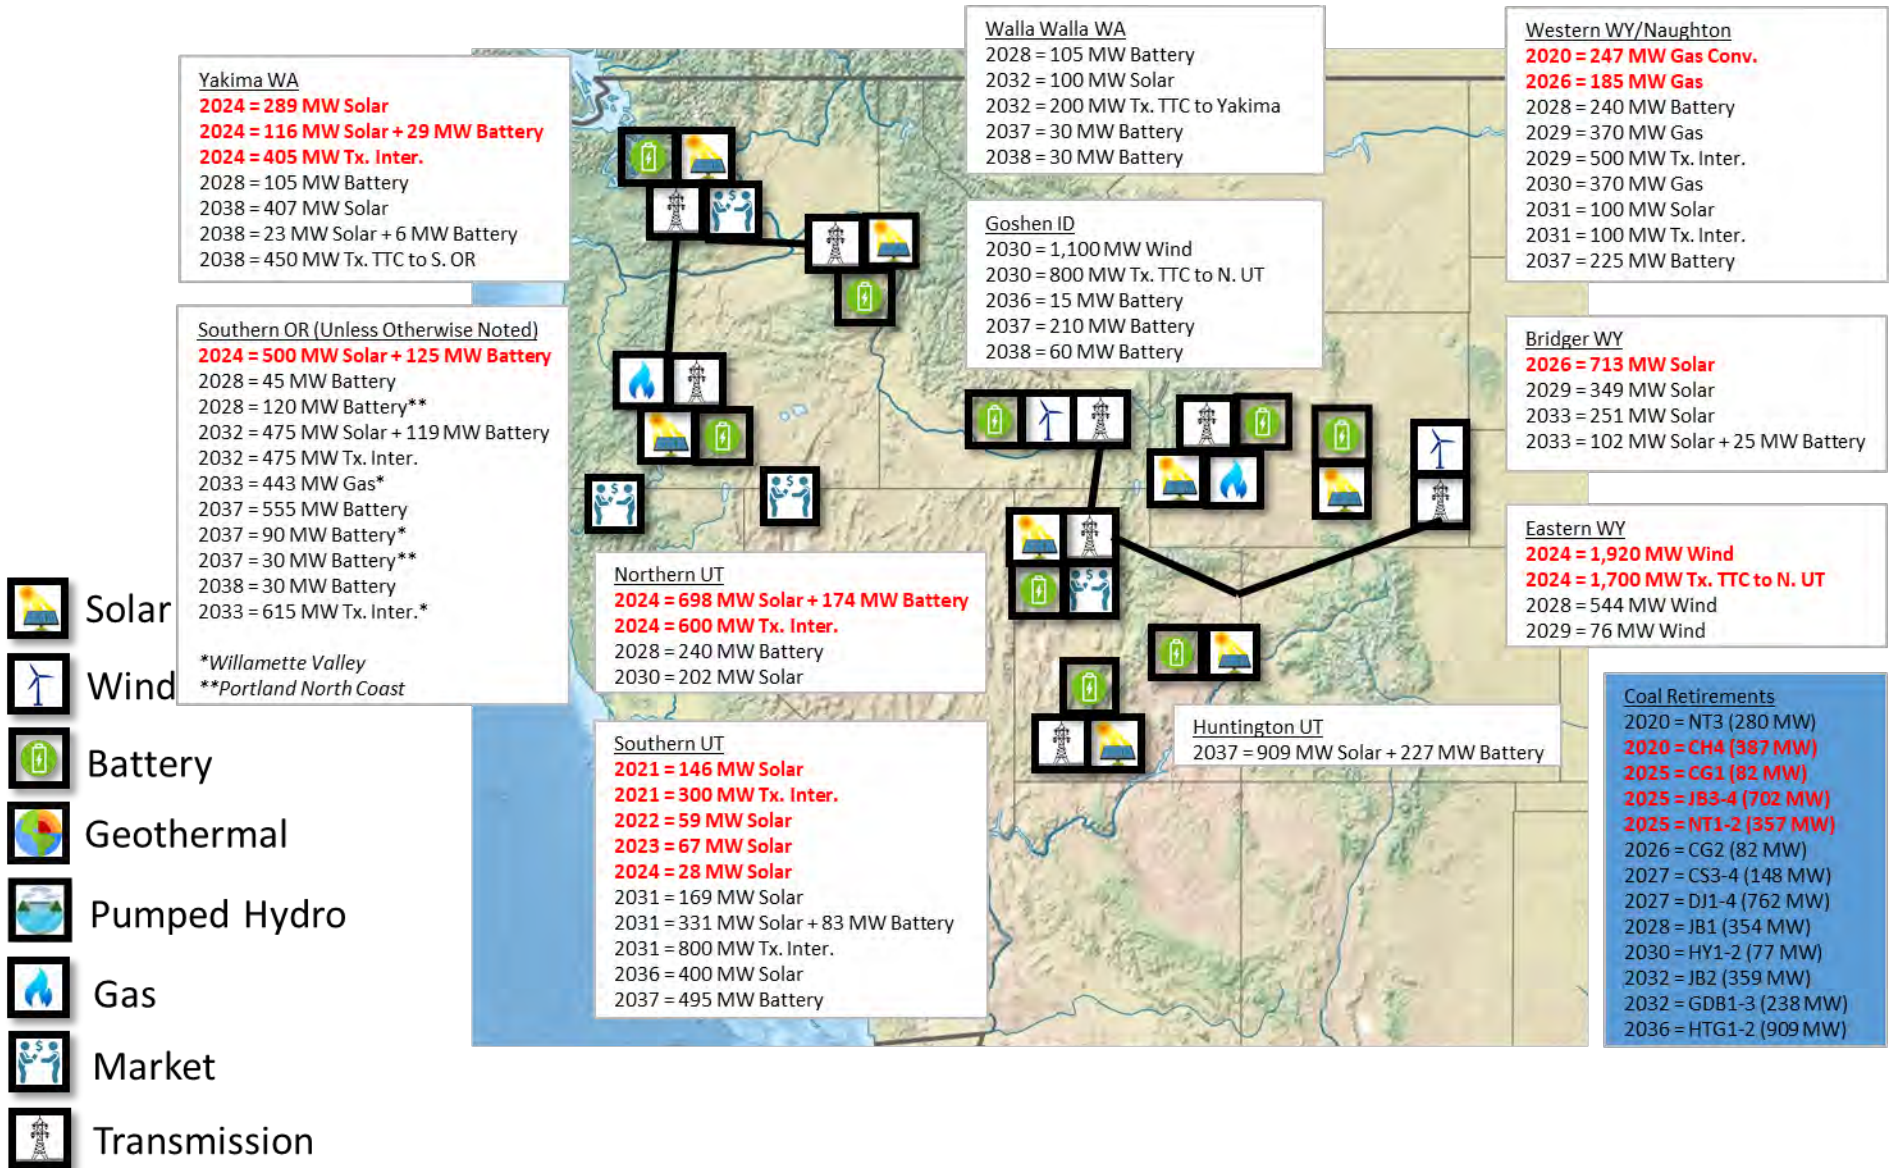 Yakima WA
2024 = 289 MW Solar
2024 = 116 MW Solar + 29 MW Battery
2024 = 405 MW Tx. Inter.
2028 = 105 MW Battery
2038 = 407 MW Solar
2038 = 23 MW Solar + 6 MW Battery
2038 = 450 MW Tx. TTC to S. OR
Southern OR (Unless Otherwise Noted)
2024 = 500 MW Solar + 125 MW Battery
2028 = 45 MW Battery
2028 = 120 MW Battery**
2032 = 475 MW Solar + 119 MW Battery
2032 = 475 MW Tx. Inter.
2033 = 443 MW Gas*
2037 = 555 MW Battery
2037 = 90 MW Battery*
2037 = 30 MW Battery**
2038 = 30 MW Battery
2033 = 615 MW Tx. Inter.*
*Willamette Valley
**Portland North Coast
Walla Walla WA
2028 = 105 MW Battery
2032 = 100 MW Solar
2032 = 200 MW Tx. TTC to Yakima
2037 = 30 MW Battery
2038 = 30 MW Battery
Goshen ID
2030 = 1,100 MW Wind
2030 = 800 MW Tx. TTC to N. UT
2036 = 15 MW Battery
2037 = 210 MW Battery
2038 = 60 MW Battery
Western WY/Naughton
2020 = 247 MW Gas Conv.
2026 = 185 MW Gas
2028 = 240 MW Battery
2029 = 370 MW Gas
2029 = 500 MW Tx. Inter.
2030 = 370 MW Gas
2031 = 100 MW Solar
2031 = 100 MW Tx. Inter.
2037 = 225 MW Battery
Bridger WY
2026 = 713 MW Solar
2029 = 349 MW Solar
2033 = 251 MW Solar
2033 = 102 MW Solar + 25 MW Battery
Eastern WY
2024 = 1,920 MW Wind
2024 = 1,700 MW Tx. TTC to N. UT
2028 = 544 MW Wind
2029 = 76 MW Wind
Northern UT
2024 = 698 MW Solar + 174 MW Battery
2024 = 600 MW Tx. Inter.
2028 = 240 MW Battery
2030 = 202 MW Solar
Southern UT
2021 = 146 MW Solar
2021 = 300 MW Tx. Inter.
2022 = 59 MW Solar
2023 = 67 MW Solar
2024 = 28 MW Solar
2031 = 169 MW Solar
2031 = 331 MW Solar + 83 MW Battery
2031 = 800 MW Tx. Inter.
2036 = 400 MW Solar
2037 = 495 MW Battery
Huntington UT
2037 = 909 MW Solar + 227 MW Battery
Coal Retirements
2020 = NT3 (280 MW)
2020 = CH4 (387 MW)
2025 = CG1 (82 MW)
2025 = JB3-4 (702 MW)
2025 = NT1-2 (357 MW)
2026 = CG2 (82 MW)
2027 = CS3-4 (148 MW)
2027 = DJ1-4 (762 MW)
2028 = JB1 (354 MW)
2030 = HY1-2 (77 MW)
2032 = JB2 (359 MW)
2032 = GDB1-3 (238 MW)
2036 = HTG1-2 (909 MW)
Solar
Wind
Battery
Geothermal
Pumped Hydro
Gas
Market
Transmission